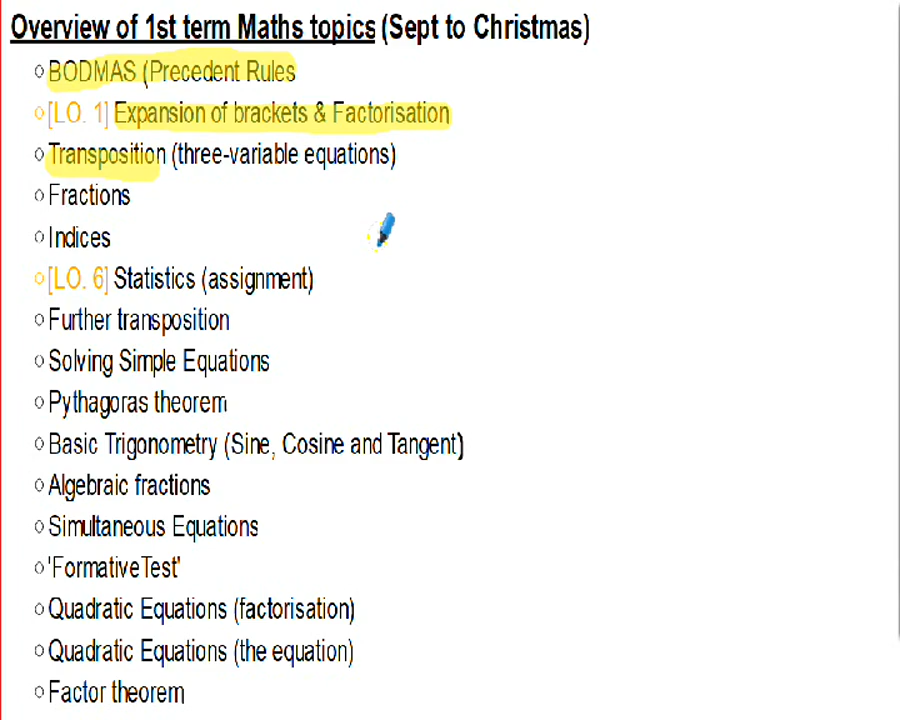 Overview of 1st term Maths topics (Sept to Christmas)
BODMAS (Precedent Rules
[LO. 1] Expansion of brackets & Factorisation
Transposition (three-variable equations)
Fractions
Indices
[LO. 6] Statistics (assignment)
Further transposition
Solving Simple Equations
Pythagoras theorem
Basic Trigonometry (Sine, Cosine and Tangent)
Algebraic fractions
Simultaneous Equations
'FormativeTest'
Quadratic Equations (factorisation)
Quadratic Equations (the equation)
Factor theorem